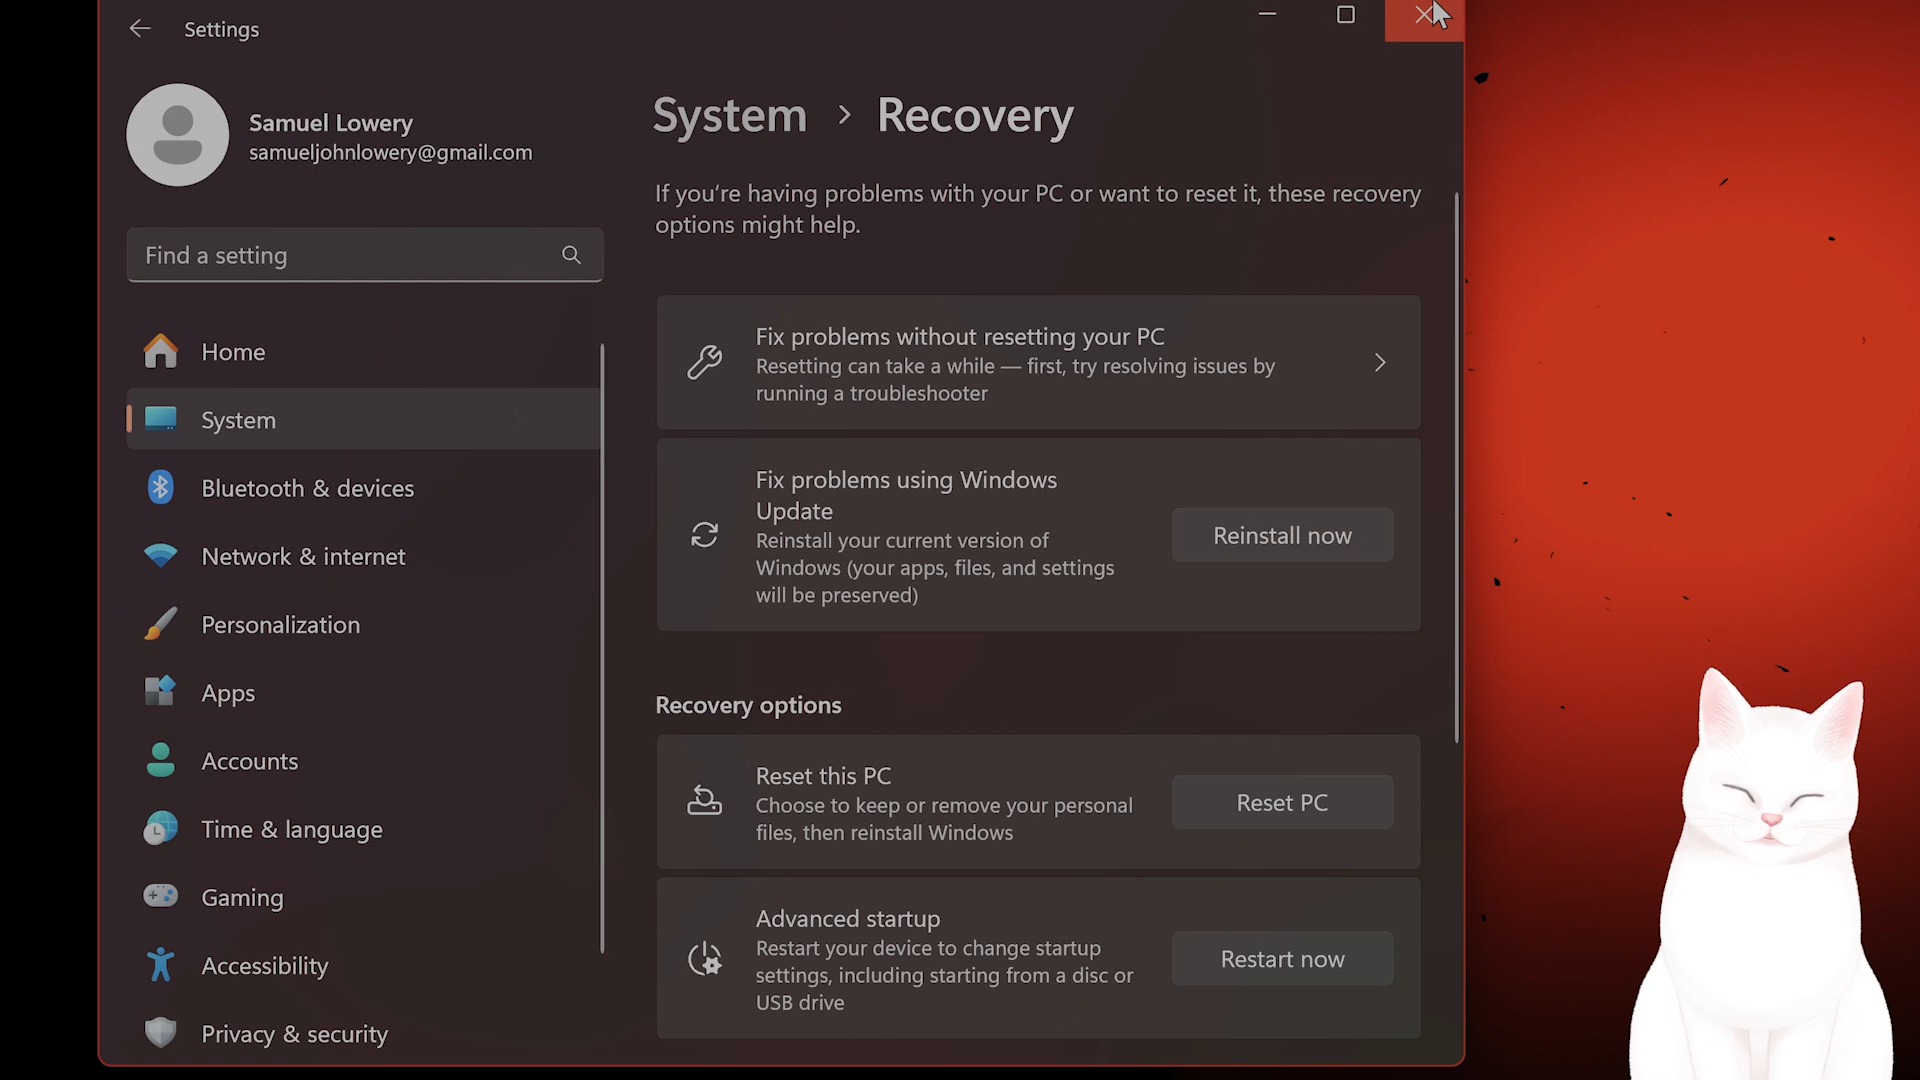 Settings
Samuel Lowery
samueljohnlowery@gmail.com
Find a setting
Home
System
Bluetooth & devices
Network & internet
Personalization
Apps
Accounts
Time & language
Gaming
Accessibility
Privacy & security
System > Recovery
If you're having problems with your PC or want to reset it, these recovery
options might help.
Fix problems without resetting your PC
Resetting can take a while — first, try resolving issues by
running a troubleshooter
Fix problems using Windows
Update
Reinstall your current version of
Windows (your apps, files, and settings
will be preserved)
Reinstall now
Recovery options
Reset this PC
Choose to keep or remove your personal
files, then reinstall Windows
Reset PC
Advanced startup
Restart your device to change startup
settings, including starting from a disc or
USB drive
Restart now